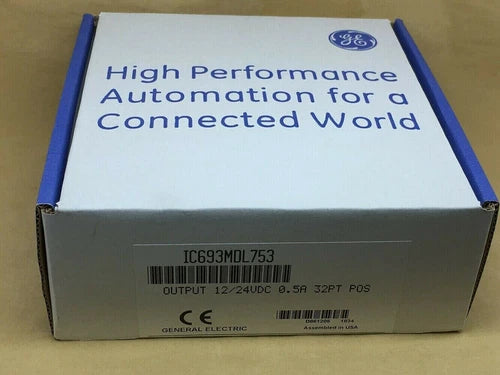 GE
High Performance
Automation for a
Connected World
IC693MDL753
OUTPUT 12/24VDC 0.5A 32PT POS
CE
GENERAL ELECTRIC
Assembled in USA